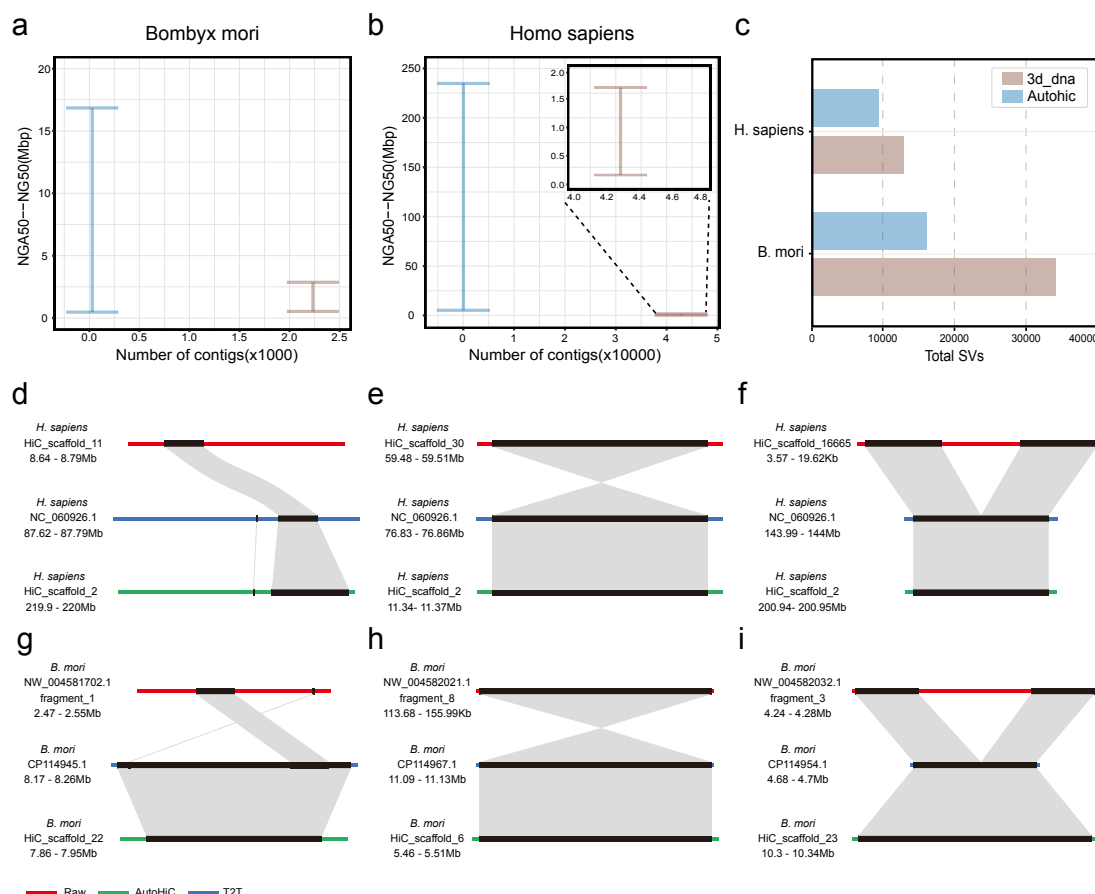 a
Bombyx mori
20
15
10
5
0
NGA50−−NG50(Mbp)
0.0 0.5 1.0 1.5 2.0 2.5
Number of contigs(x1000)
b
Homo sapiens
250
200
150
100
50
0
NGA50−−NG50(Mbp)
2.0
1.5
1.0
0.5
0.0
4.0 4.2 4.4 4.6 4.8
0 1 2 3 4 5
Number of contigs(x10000)
c
3d_dna
Autohic
H. sapiens
B. mori
0 10000 20000 30000 40000
Total SVs
d
H. sapiens
HiC_scaffold_11
8.64 - 8.79Mb
H. sapiens
NC_060926.1
87.62 - 87.79Mb
H. sapiens
HiC_scaffold_2
219.9 - 220Mb
e
H. sapiens
HiC_scaffold_30
59.48 - 59.51Mb
H. sapiens
NC_060926.1
76.83 - 76.86Mb
H. sapiens
HiC_scaffold_2
11.34 - 11.37Mb
f
H. sapiens
HiC_scaffold_16665
3.57 - 19.62Kb
H. sapiens
NC_060926.1
143.99 - 144Mb
H. sapiens
HiC_scaffold_2
200.94- 200.95Mb
g
B. mori
NW_004581702.1
fragment_1
2.47 - 2.55Mb
B. mori
CP114945.1
8.17 - 8.26Mb
B. mori
HiC_scaffold_22
7.86 - 7.95Mb
h
B. mori
NW_004582021.1
fragment_8
113.68 - 155.99Kb
B. mori
CP114967.1
11.09 - 11.13Mb
B. mori
HiC_scaffold_6
5.46 - 5.51Mb
i
B. mori
NW_004582032.1
fragment_3
4.24 - 4.28Mb
B. mori
CP114954.1
4.68 - 4.7Mb
B. mori
HiC_scaffold_23
10.3 - 10.34Mb
Raw AutoHiC T2T